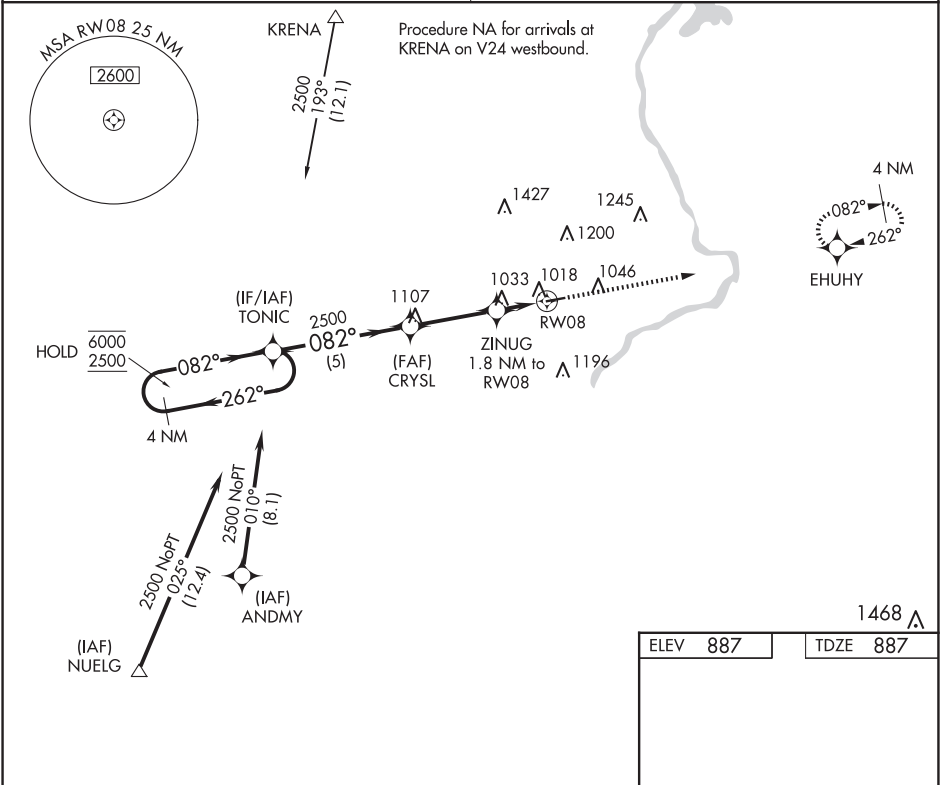 MSA RW08 25 NM
2600
KRENA
2500
193°
(12.1)
Procedure NA for arrivals at
KRENA on V24 westbound.
1427
1245
1200
4 NM
082°
262°
EHUHY
1033
1018
1046
RW08
1107
(IF/IAF)
TONIC
2500
082°
(5)
(FAF)
CRYSL
ZINUG
1.8 NM to
RW08
1196
HOLD
6000
2500
082°
262°
4 NM
2500 NoPT
010°
(8.1)
2500 NoPT
025°
(12.4)
(IAF)
ANDMY
(IAF)
NUELG
1468
ELEV 887
TDZE 887